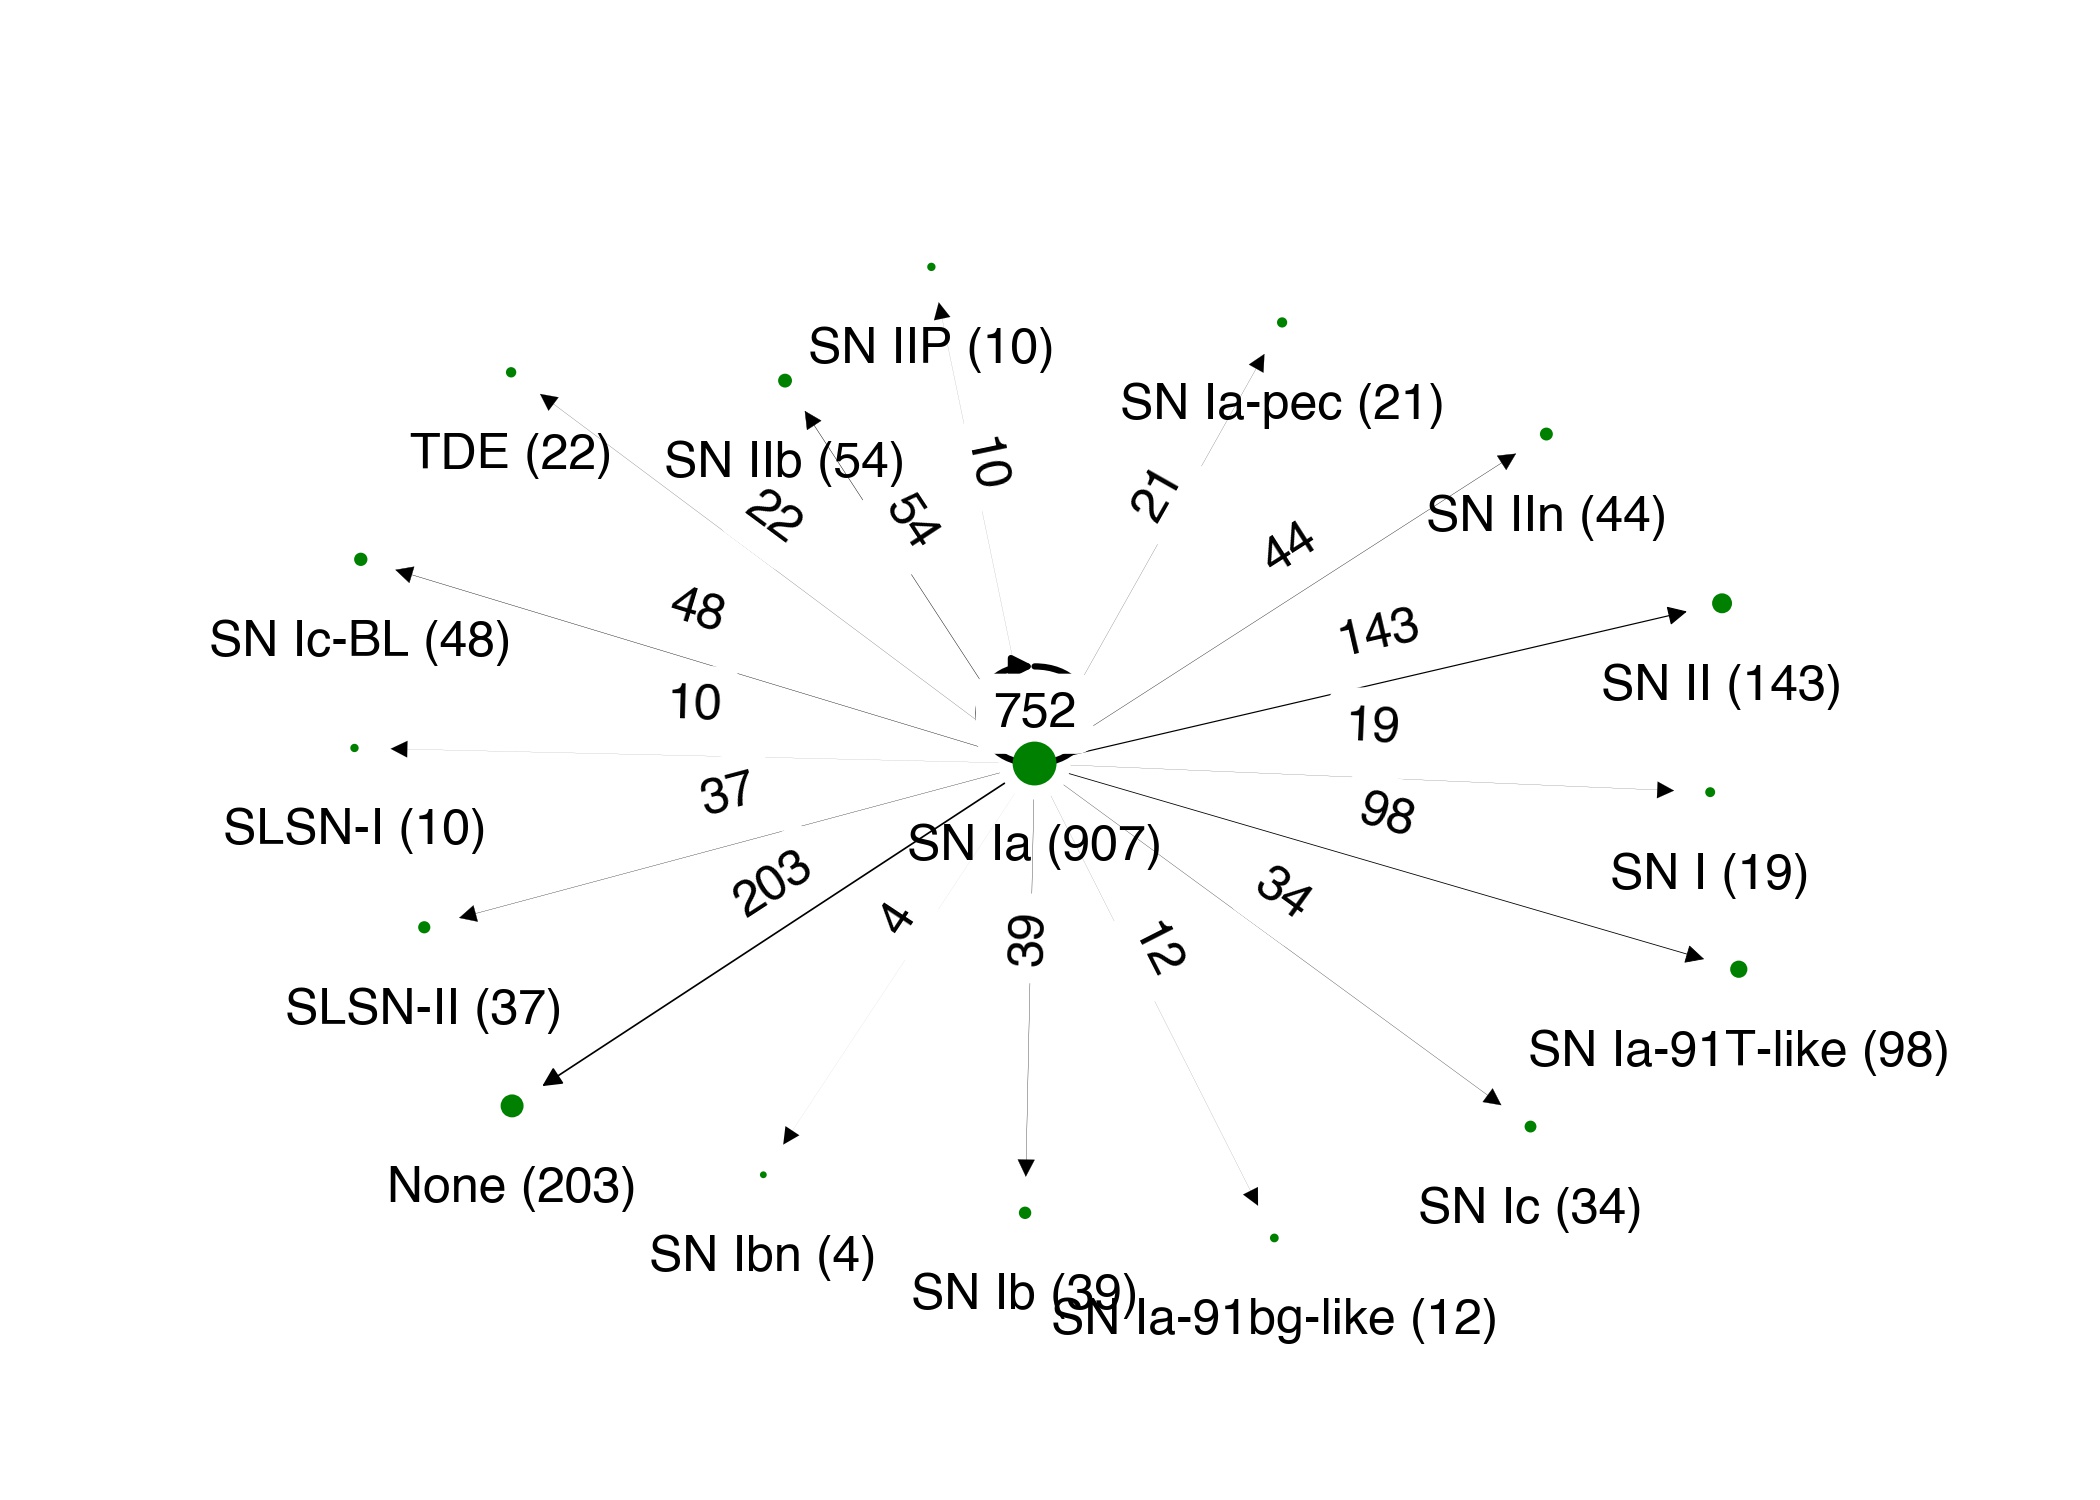 SN IIP (10)
SN Ia-pec (21)
TDE (22)
SN IIb (54)
10
21
22
54
44
SN IIn (44)
48
143
SN Ic-BL (48)
SN II (143)
10
752
19
37
98
SLSN-I (10)
SN Ia (907)
SN I (19)
203
4
39
12
34
SLSN-II (37)
SN Ia-91T-like (98)
None (203)
SN Ic (34)
SN Ibn (4)
SN Ib (39)
SN Ia-91bg-like (12)